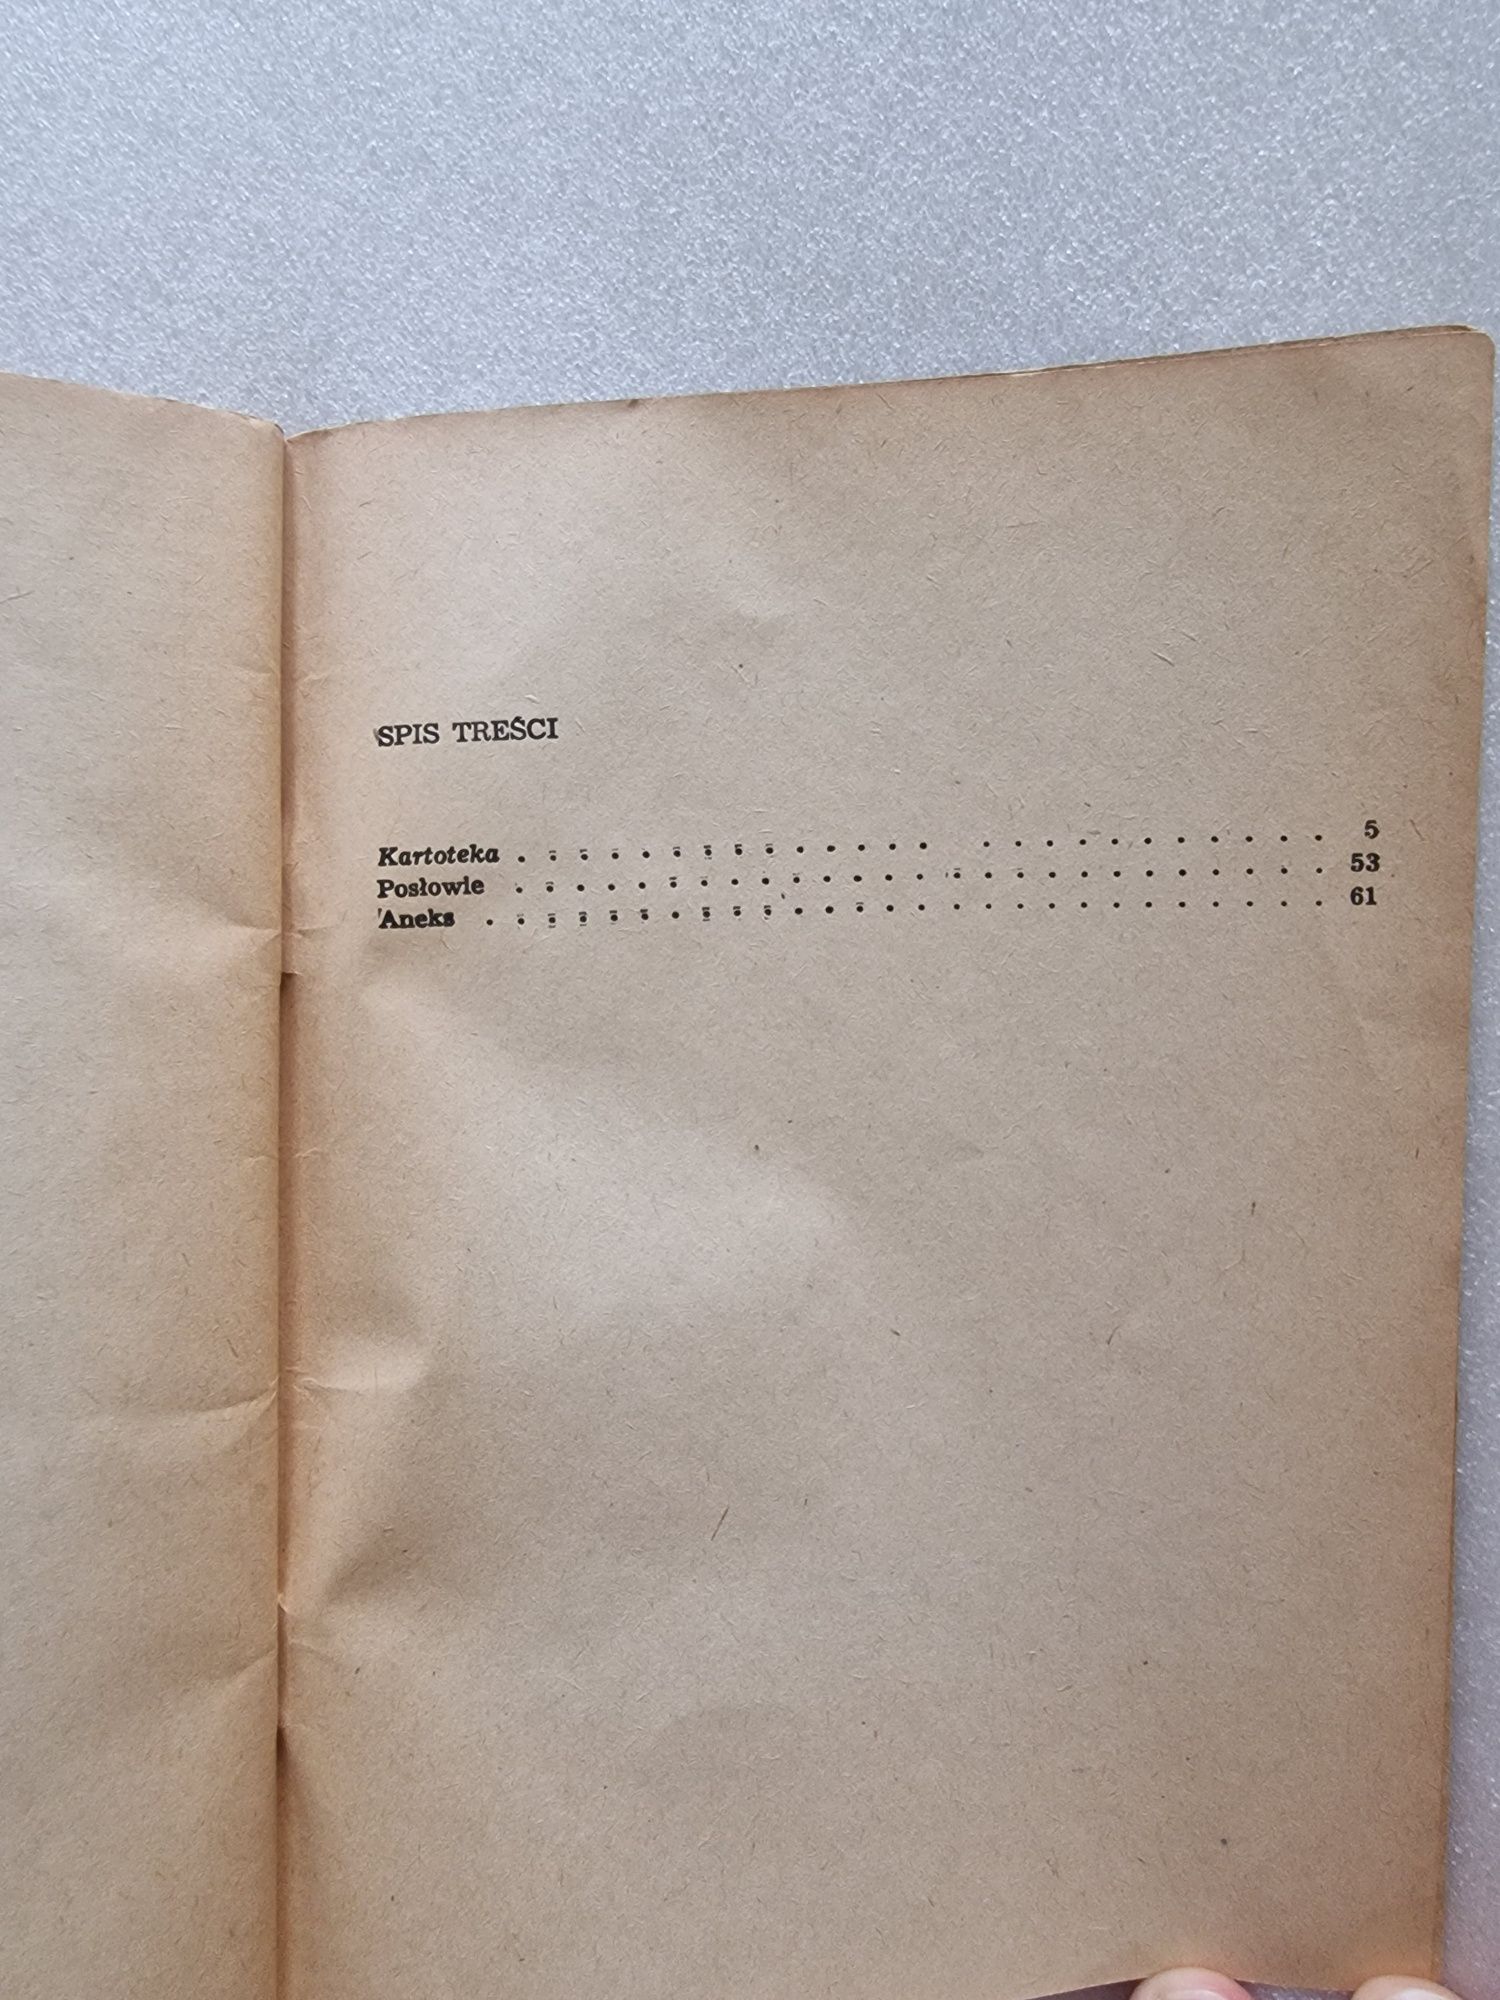 SPIS TREŚCI
Kartoteka . . . . . . . . . . . . . . . . . . . . . . . . . . 5
Posłowie . . . . . . . . . . . . . . . . . . . . . . . . . . 53
Aneks . . . . . . . . . . . . . . . . . . . . . . . . . . . 61